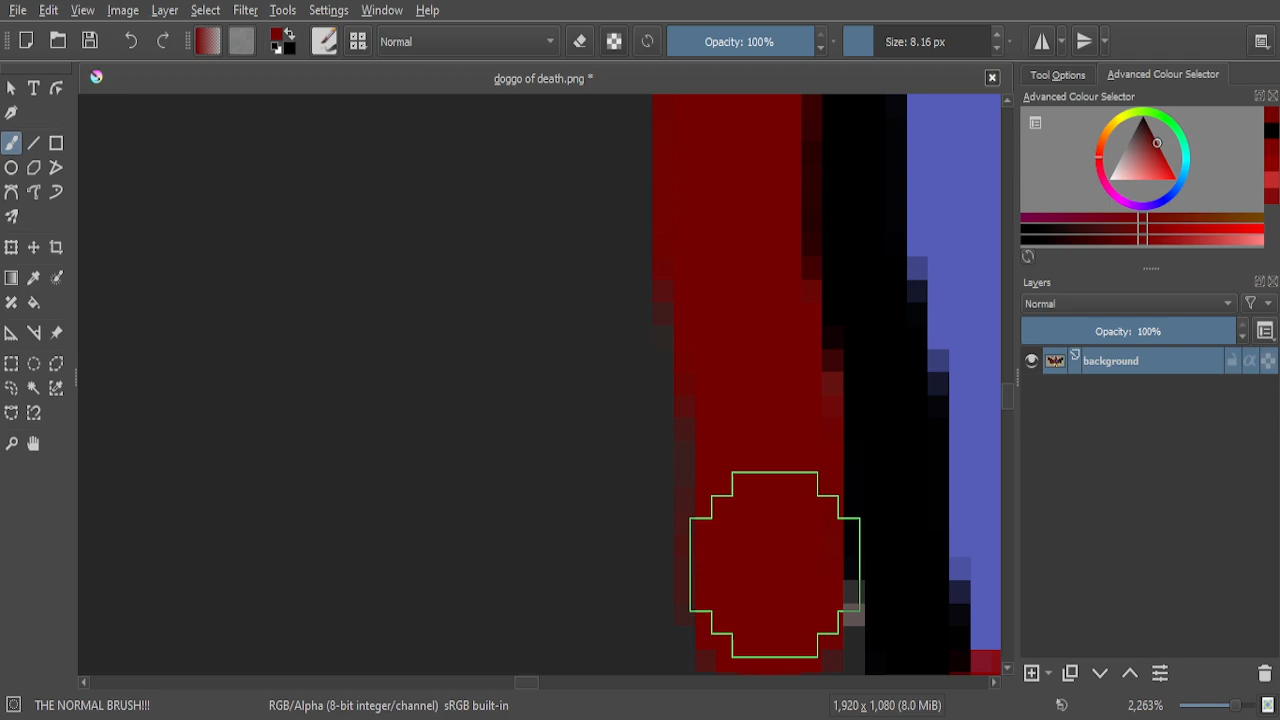 File Edit View Image Layer Select Filter Tools Settings Window Help
Normal Opacity: 100% Size: 8.16 px
doggo of death.png *
Tool Options Advanced Colour Selector
Advanced Colour Selector
Layers
Normal
Opacity: 100%
background
THE NORMAL BRUSH!!! RGB/Alpha (8-bit integer/channel) sRGB built-in 1,920 x 1,080 (8.0 MiB) 2,263%